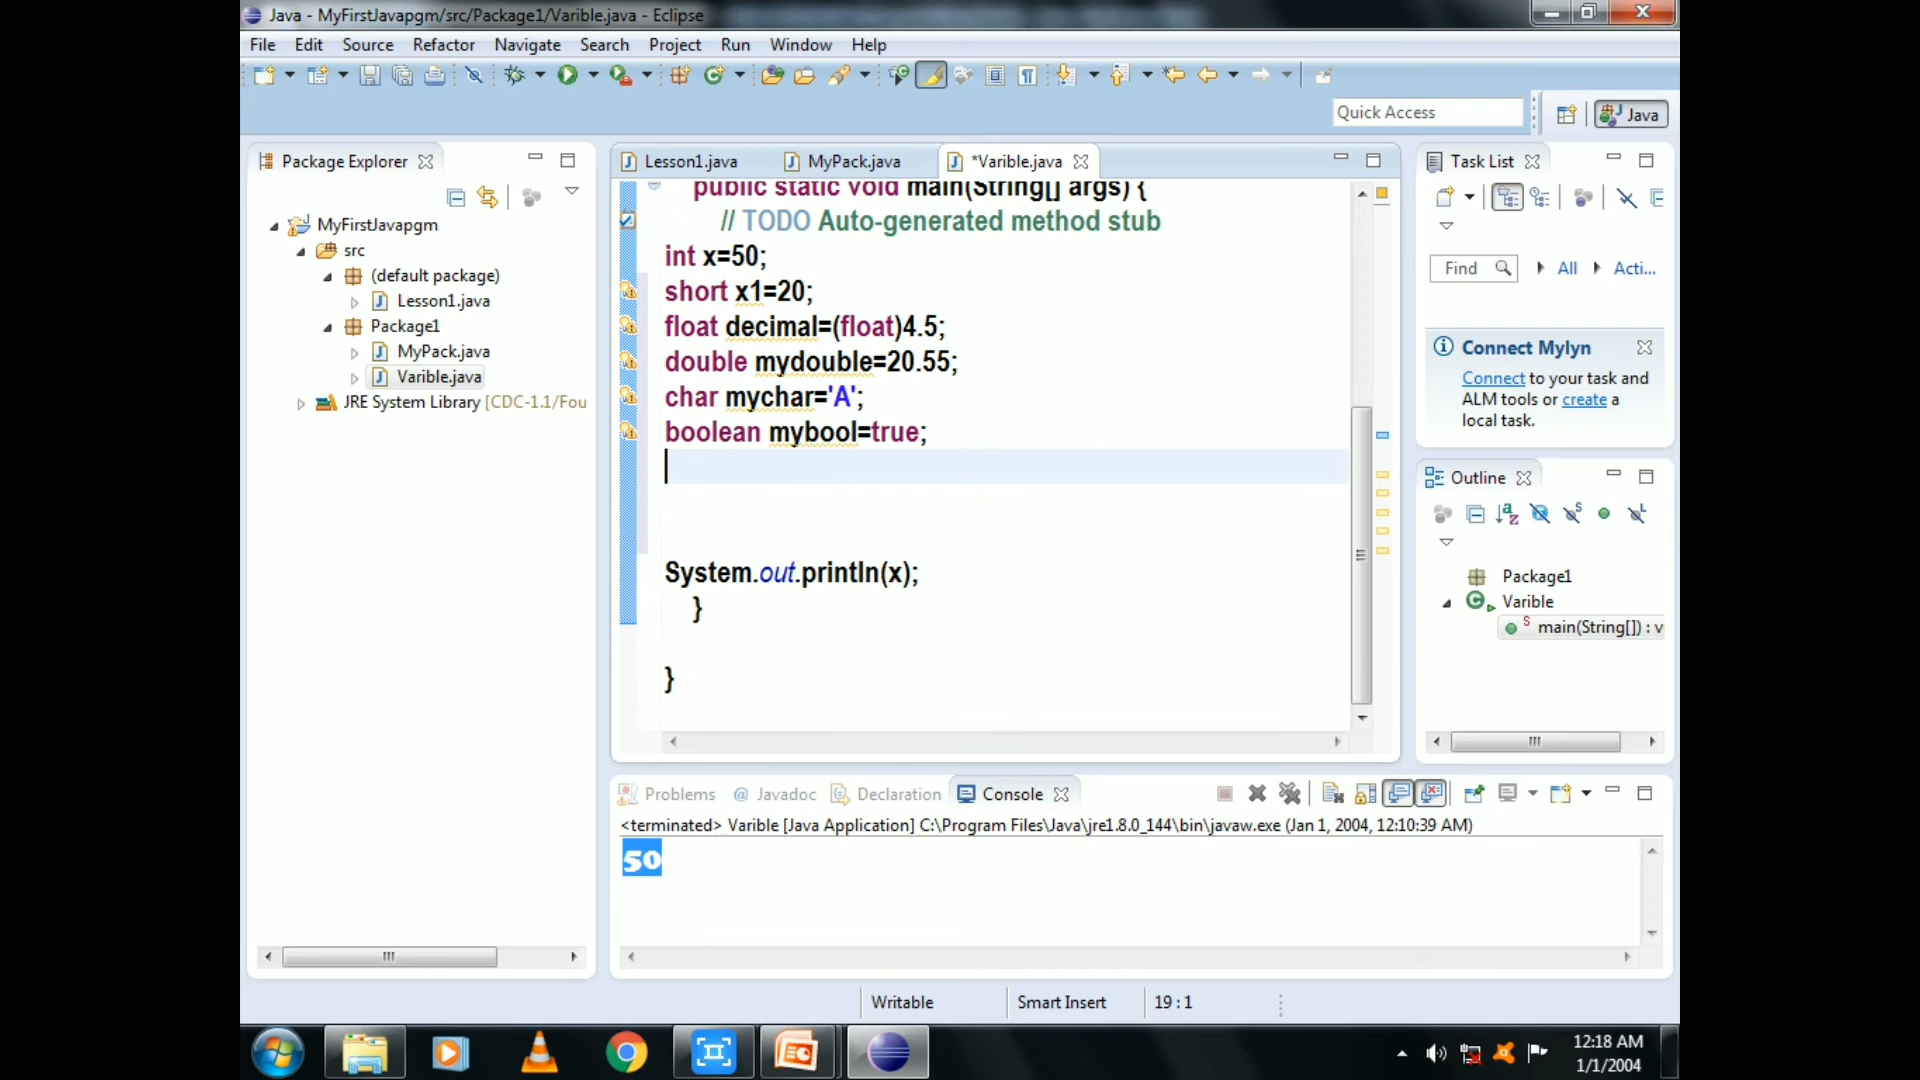 Java - MyFirstJavapgm/src/Package1/Varible.java - Eclipse
File Edit Source Refactor Navigate Search Project Run Window Help
Quick Access
Java
Package Explorer
MyFirstJavapgm
src
(default package)
Lesson1.java
Package1
MyPack.java
Varible.java
JRE System Library [CDC-1.1/Fou
Lesson1.java MyPack.java *Varible.java
public static void main(String[] args) {
// TODO Auto-generated method stub
int x=50;
short x1=20;
float decimal=(float)4.5;
double mydouble=20.55;
char mychar='A';
boolean mybool=true;
System.out.println(x);
}
}
Task List
Find All Acti...
Connect Mylyn
Connect to your task and
ALM tools or create a
local task.
Outline
Package1
Varible
main(String[]) : v
Problems @ Javadoc Declaration Console
<terminated> Varible [Java Application] C:\Program Files\Java\jre1.8.0_144\bin\javaw.exe (Jan 1, 2004, 12:10:39 AM)
50
Writable Smart Insert 19 : 1
12:18 AM
1/1/2004